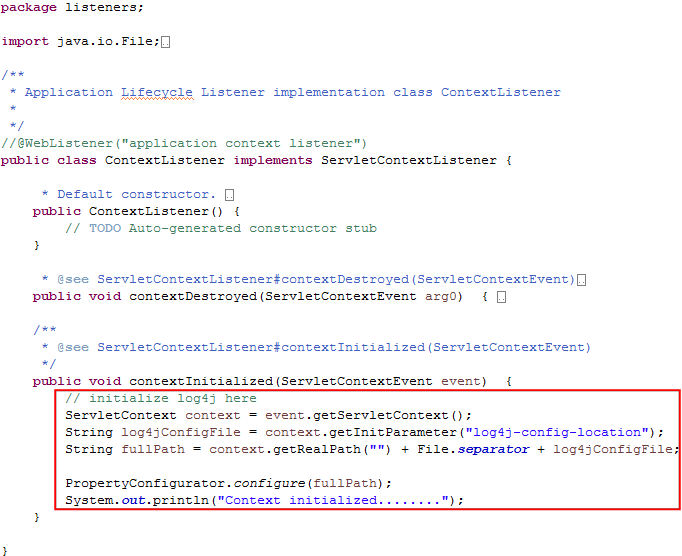 package listeners;
import java.io.File;
/**
* Application Lifecycle Listener implementation class ContextListener
*
*/
//@WebListener("application context listener")
public class ContextListener implements ServletContextListener {
* Default constructor.
public ContextListener() {
// TODO Auto-generated constructor stub
}
* @see ServletContextListener#contextDestroyed(ServletContextEvent)
public void contextDestroyed(ServletContextEvent arg0)  {
/**
* @see ServletContextListener#contextInitialized(ServletContextEvent)
*/
public void contextInitialized(ServletContextEvent event)  {
// initialize log4j here
ServletContext context = event.getServletContext();
String log4jConfigFile = context.getInitParameter("log4j-config-location");
String fullPath = context.getRealPath("") + File.separator + log4jConfigFile;
PropertyConfigurator.configure(fullPath);
System.out.println("Context initialized........");
}
}